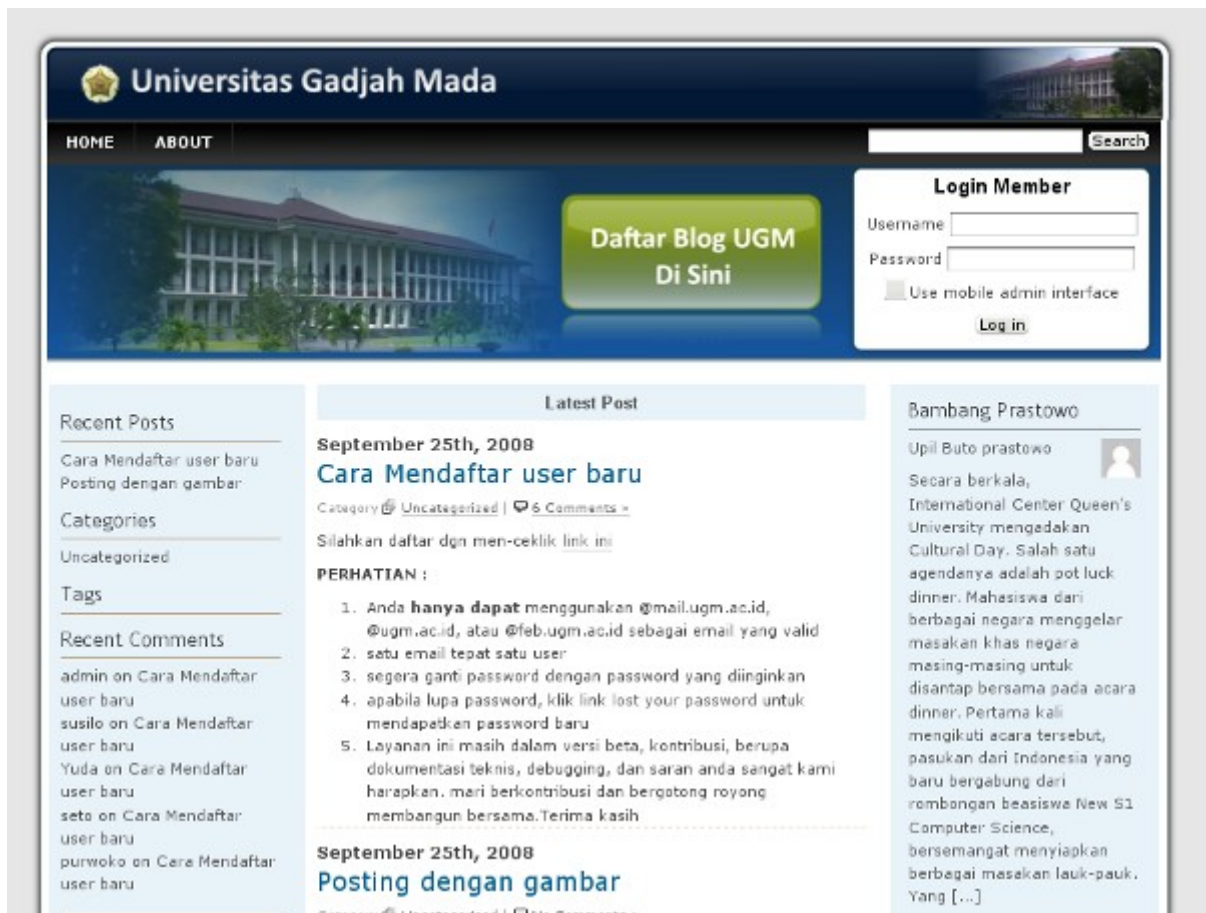 Universitas Gadjah Mada
HOME ABOUT Search
Daftar Blog UGM
Di Sini
Login Member
Username
Password
Use mobile admin interface
Log in
Recent Posts
Cara Mendaftar user baru
Posting dengan gambar
Categories
Uncategorized
Tags
Recent Comments
admin on Cara Mendaftar
user baru
susilo on Cara Mendaftar
user baru
Yuda on Cara Mendaftar
user baru
seto on Cara Mendaftar
user baru
purwoko on Cara Mendaftar
user baru
Latest Post
September 25th, 2008
Cara Mendaftar user baru
Category Uncategorized | 6 Comments »
Silahkan daftar dgn men-ceklik link ini
PERHATIAN :
1. Anda hanya dapat menggunakan @mail.ugm.ac.id,
@ugm.ac.id, atau @feb.ugm.ac.id sebagai email yang valid
2. satu email tepat satu user
3. segera ganti password dengan password yang diinginkan
4. apabila lupa password, klik link lost your password untuk
mendapatkan password baru
5. Layanan ini masih dalam versi beta, kontribusi, berupa
dokumentasi teknis, debugging, dan saran anda sangat kami
harapkan. mari berkontribusi dan bergotong royong
membangun bersama.Terima kasih
September 25th, 2008
Posting dengan gambar
Bambang Prastowo
Upil Buto prastowo
Secara berkala,
International Center Queen's
University mengadakan
Cultural Day. Salah satu
agendanya adalah pot luck
dinner. Mahasiswa dari
berbagai negara menggelar
masakan khas negara
masing-masing untuk
disantap bersama pada acara
dinner. Pertama kali
mengikuti acara tersebut,
pasukan dari Indonesia yang
baru bergabung dari
rombongan beasiswa New S1
Computer Science,
bersemangat menyiapkan
berbagai masakan lauk-pauk.
Yang [...]